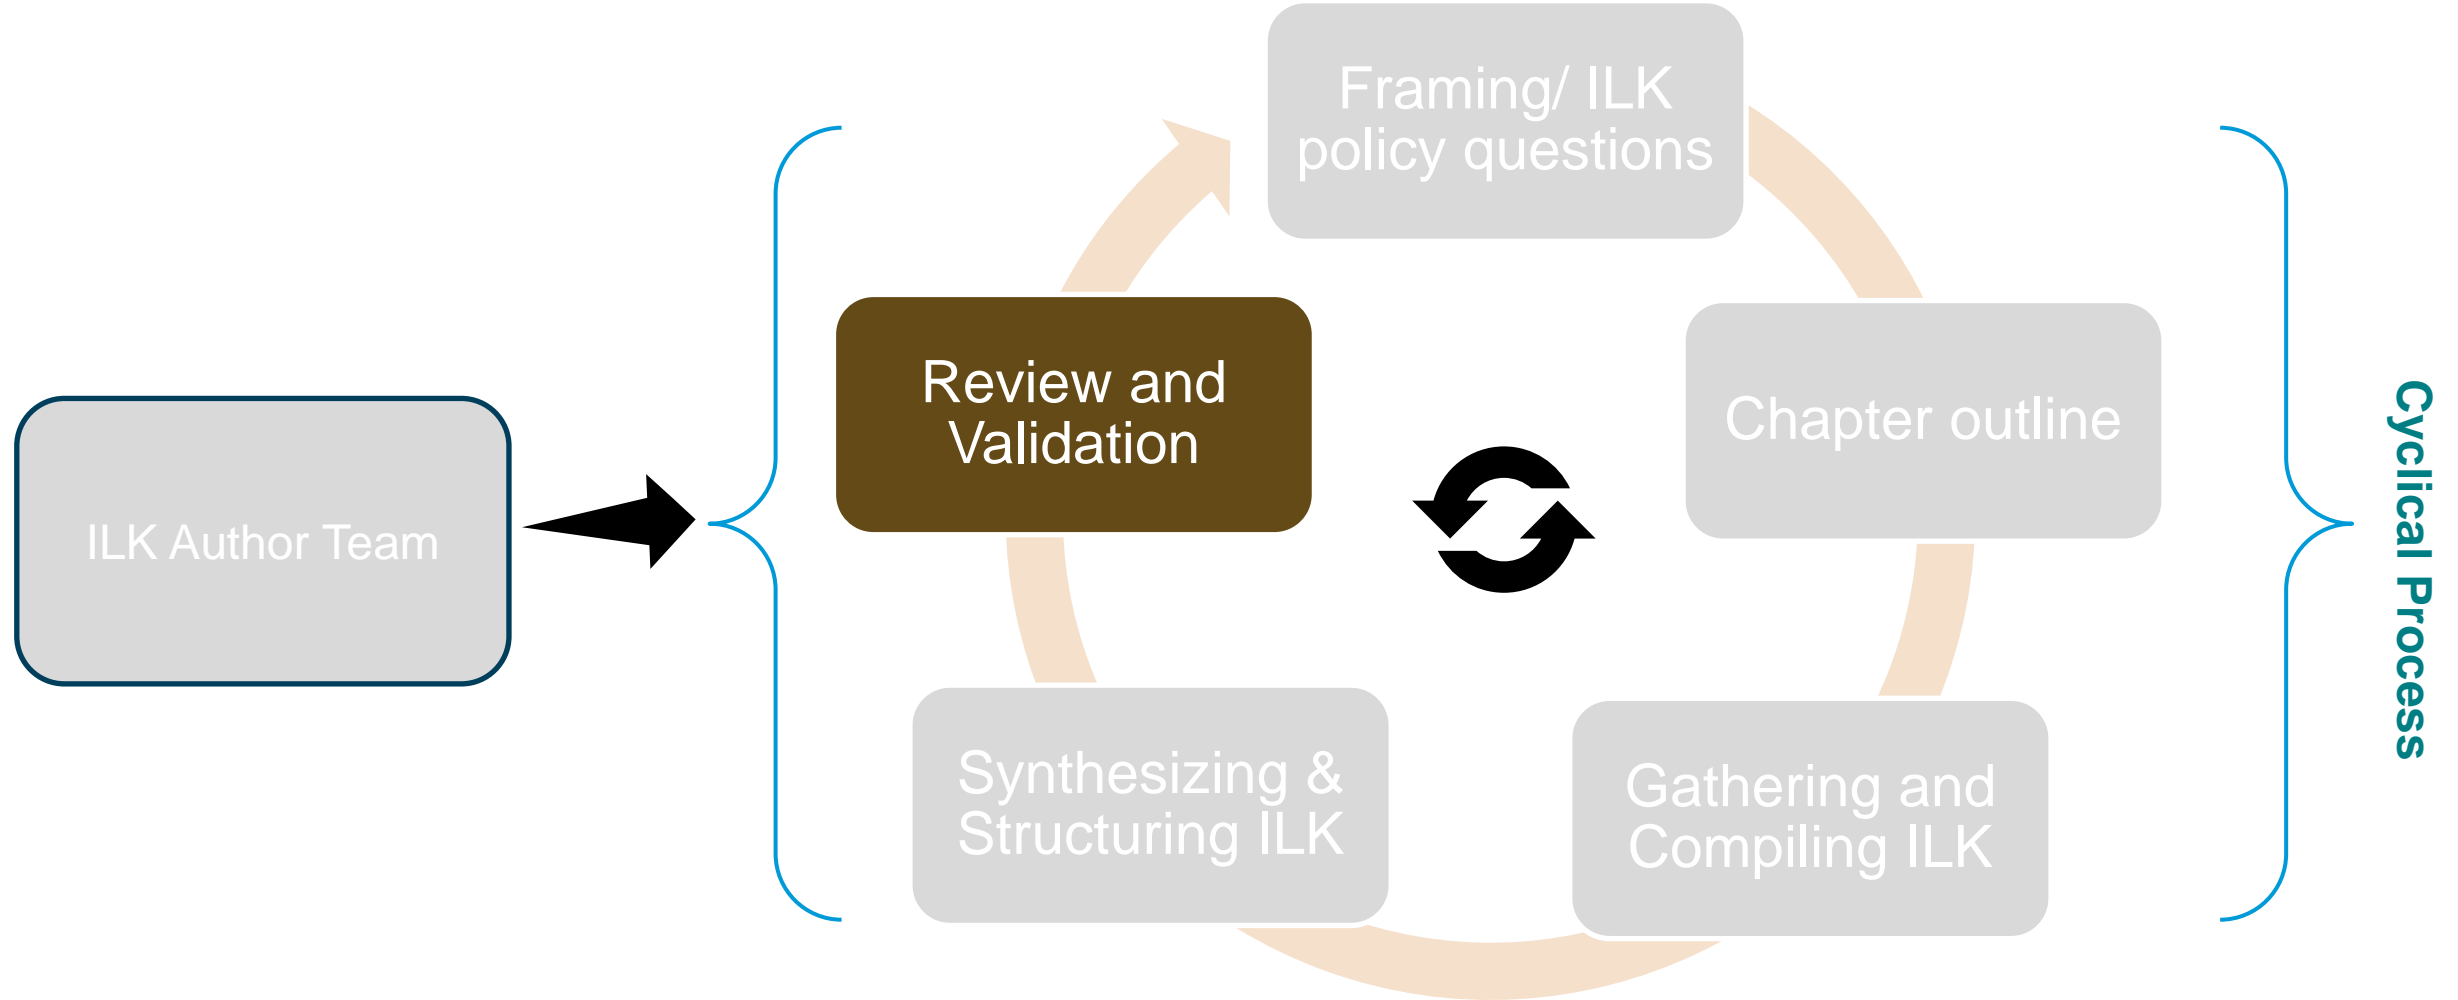 Framing/ ILK
policy questions
Review and
Validation
Chapter outline
ILK Author Team
Synthesizing &
Structuring ILK
Gathering and
Compiling ILK
Cyclical Process